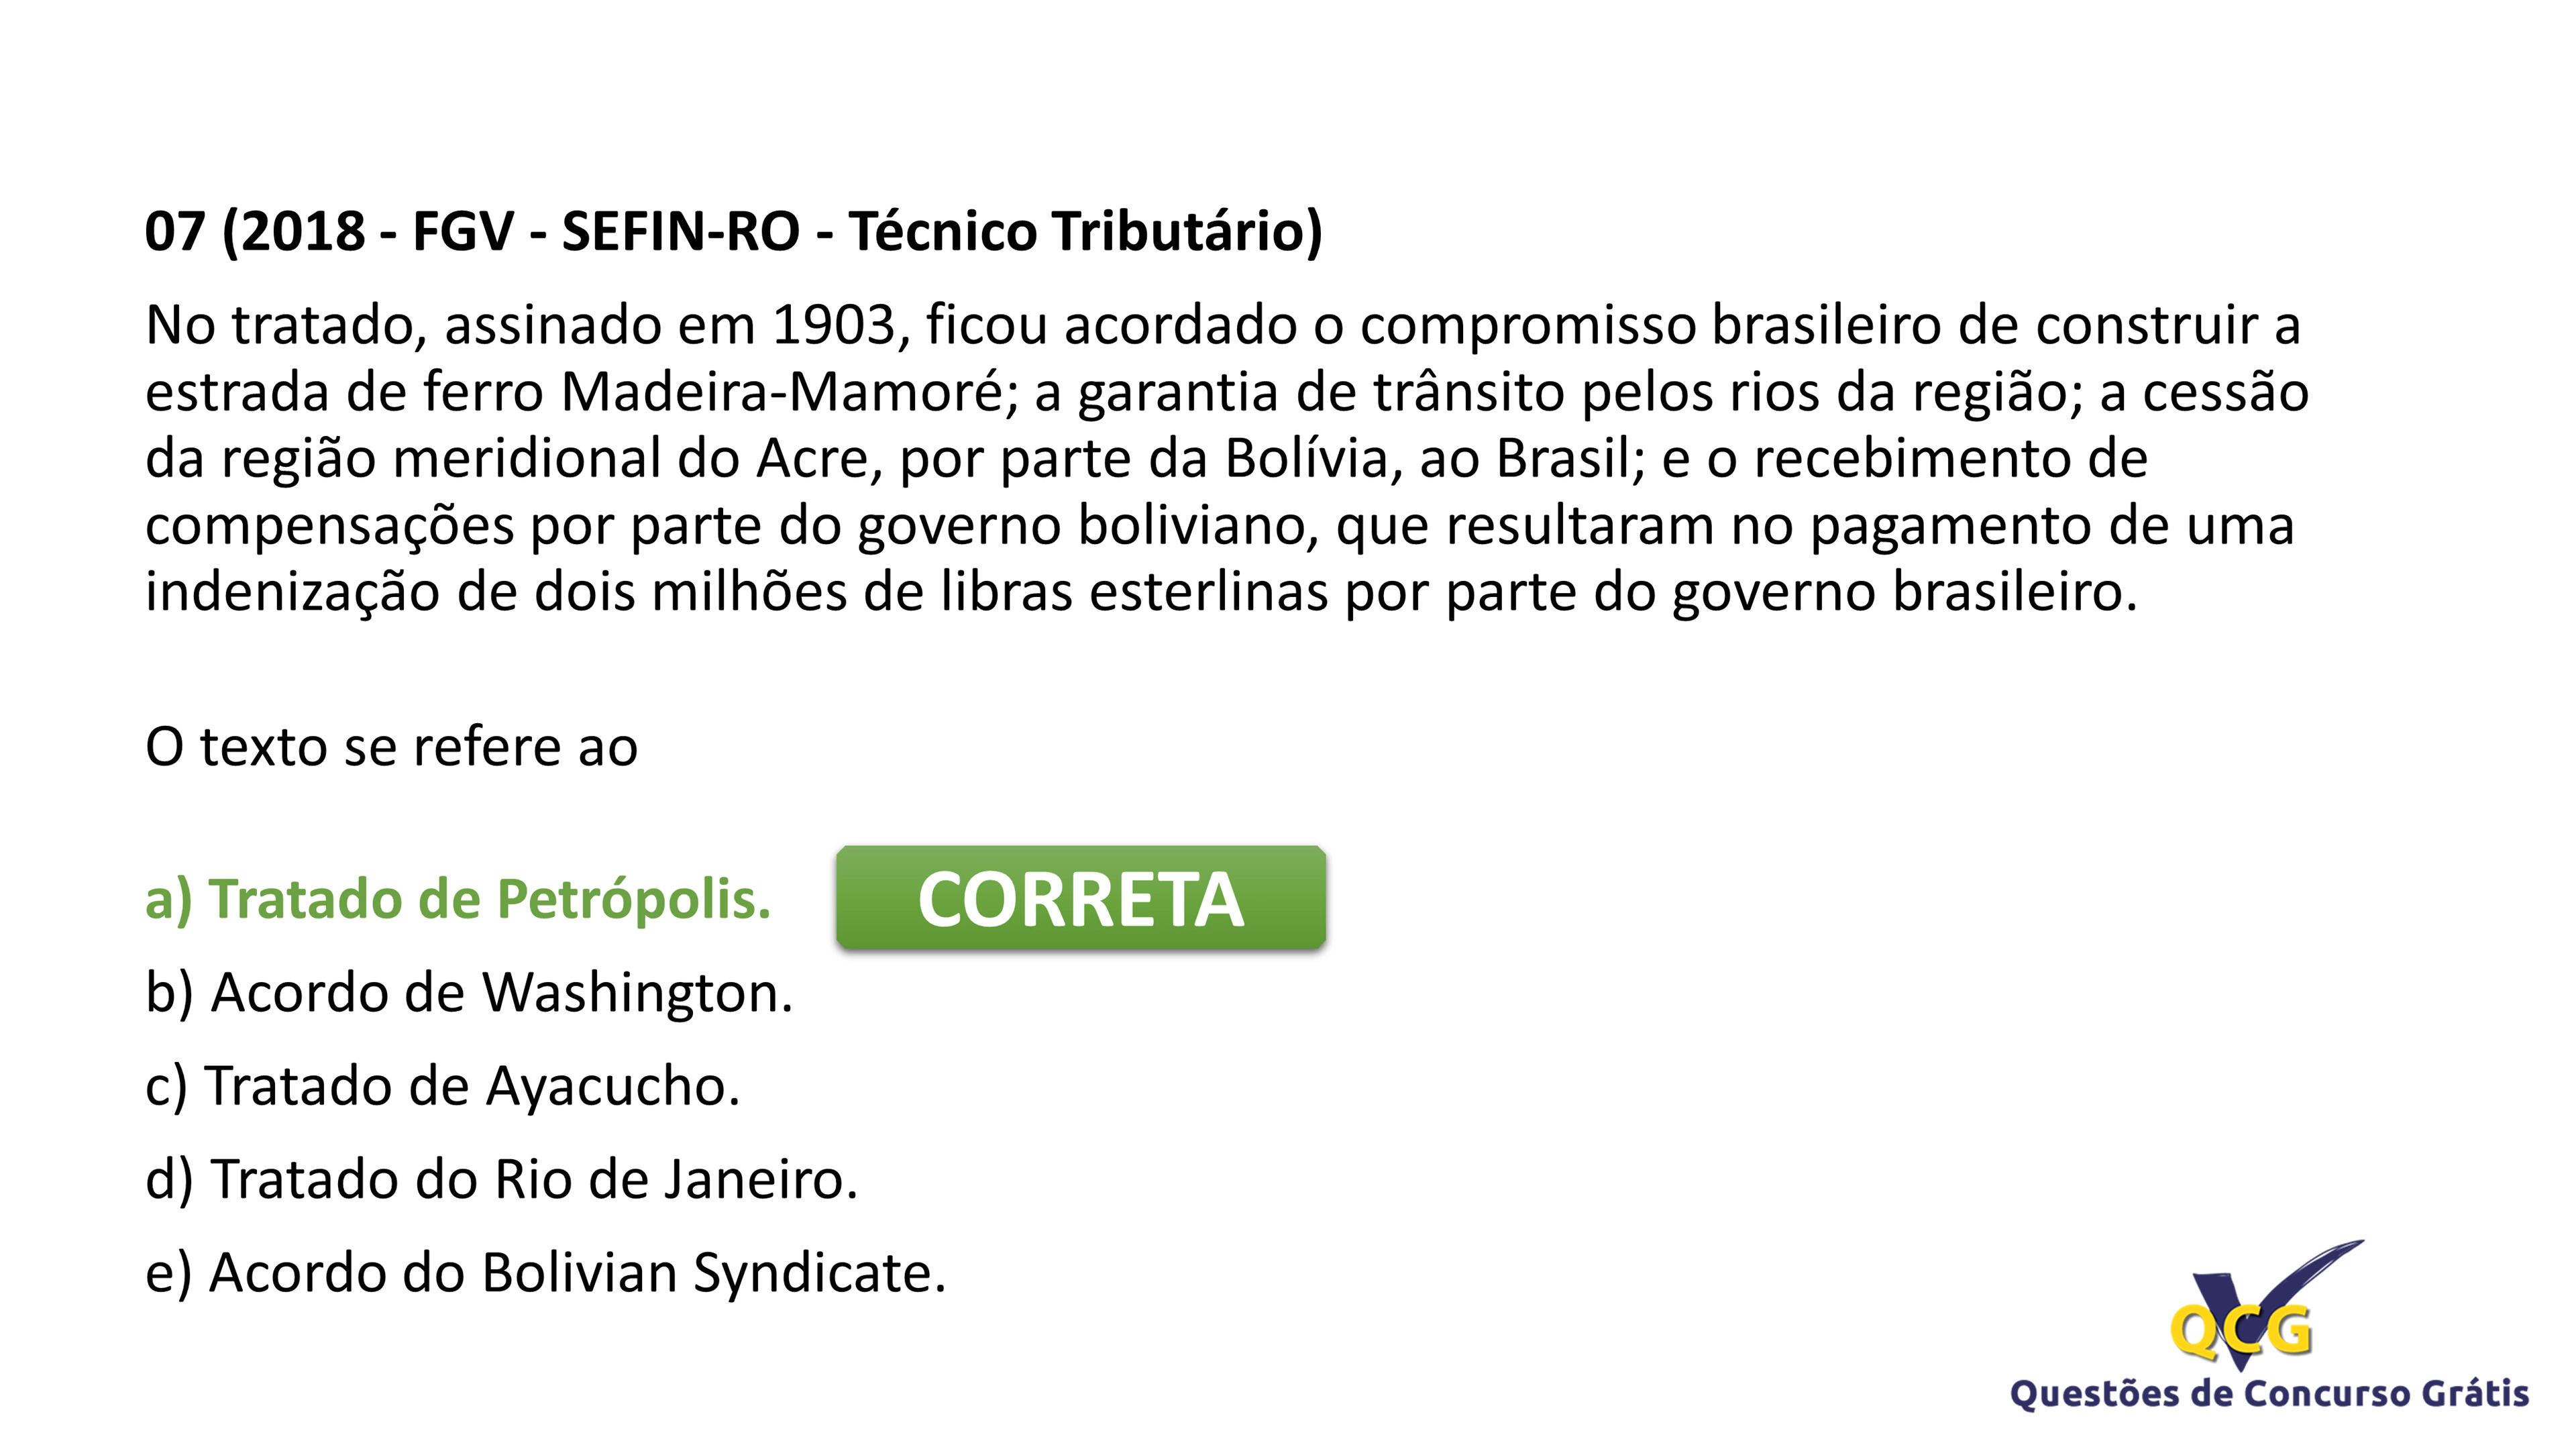 07 (2018 - FGV - SEFIN-RO - Técnico Tributário)
No tratado, assinado em 1903, ficou acordado o compromisso brasileiro de construir a
estrada de ferro Madeira-Mamoré; a garantia de trânsito pelos rios da região; a cessão
da região meridional do Acre, por parte da Bolívia, ao Brasil; e o recebimento de
compensações por parte do governo boliviano, que resultaram no pagamento de uma
indenização de dois milhões de libras esterlinas por parte do governo brasileiro.
O texto se refere ao
a) Tratado de Petrópolis. CORRETA
b) Acordo de Washington.
c) Tratado de Ayacucho.
d) Tratado do Rio de Janeiro.
e) Acordo do Bolivian Syndicate.
QCG
Questões de Concurso Grátis